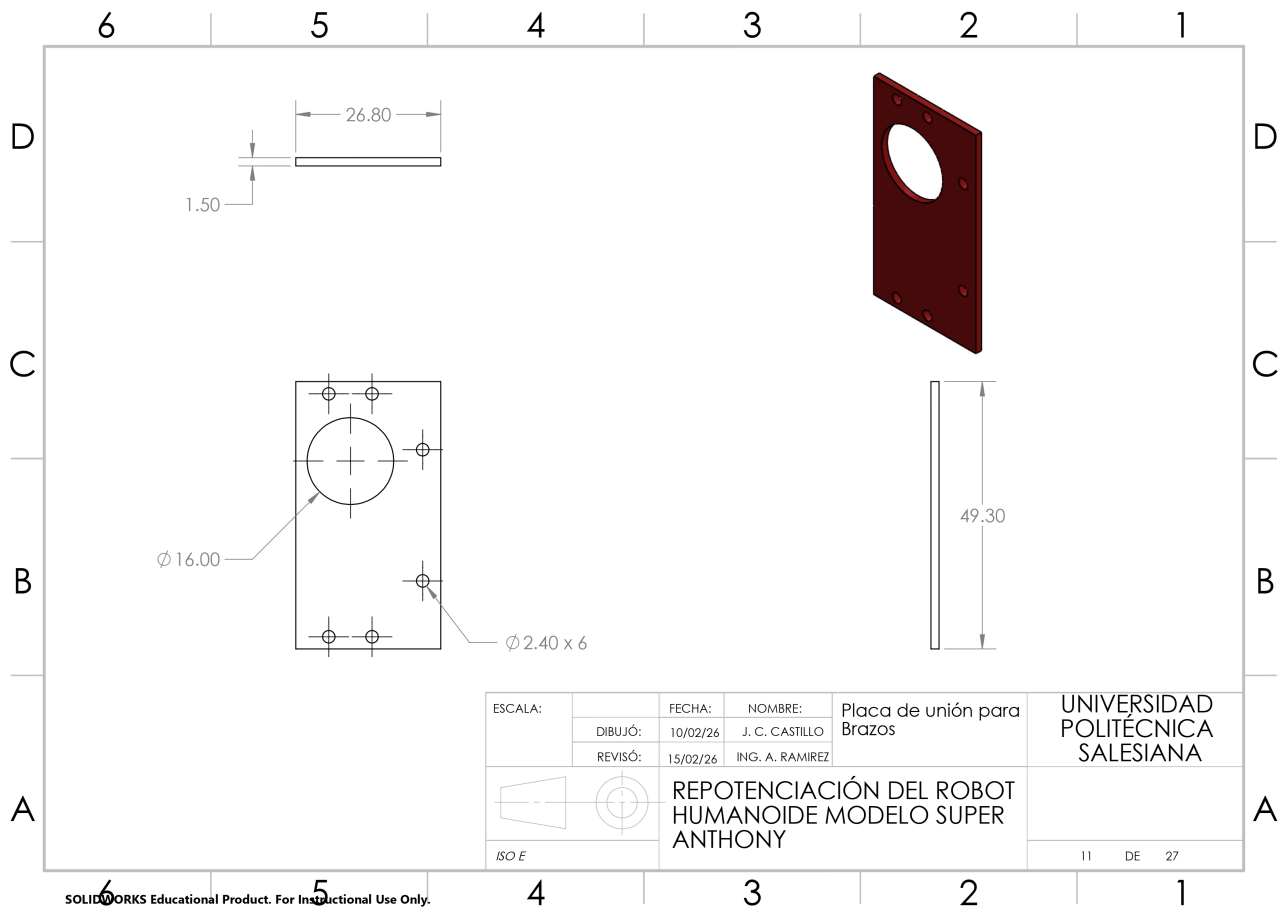 6 5 4 3 2 1
D D
26.80
1.50
C C
49.30
Ø 16.00
B B
Ø 2.40 x 6
ESCALA:
FECHA: NOMBRE:
DIBUJÓ: 10/02/26 J. C. CASTILLO
REVISÓ: 15/02/26 ING. A. RAMIREZ
Placa de unión para
Brazos
UNIVERSIDAD
POLITÉCNICA
SALESIANA
REPOTENCIACIÓN DEL ROBOT
HUMANOIDE MODELO SUPER
ANTHONY
A A
ISO E
11 DE 27
6 5 4 3 2 1
SOLIDWORKS Educational Product. For Instructional Use Only.